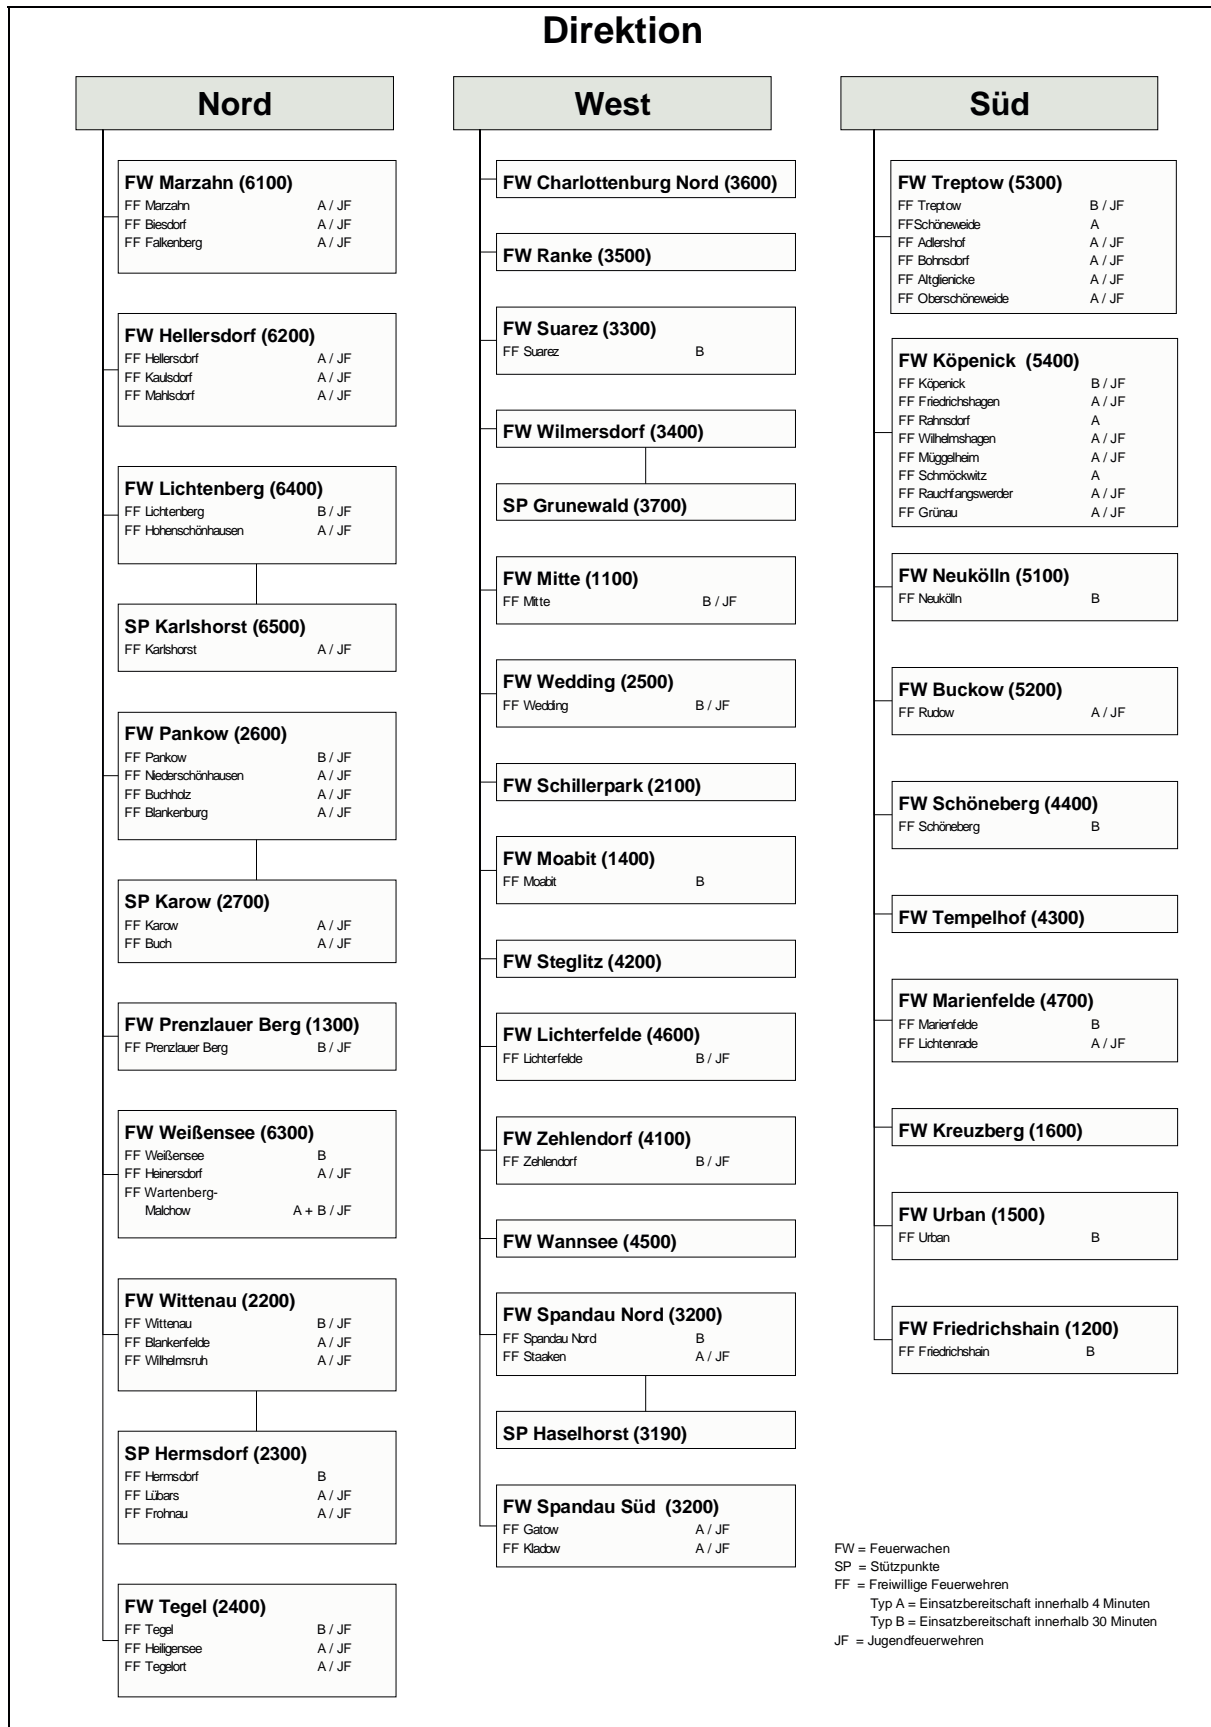 Direktion
Nord
FW Marzahn (6100)
FF Marzahn A / JF
FF Biesdorf A / JF
FF Falkenberg A / JF
FW Hellersdorf (6200)
FF Hellersdorf A / JF
FF Kaulsdorf A / JF
FF Mahlsdorf A / JF
FW Lichtenberg (6400)
FF Lichtenberg B / JF
FF Hohenschönhausen A / JF
SP Karlshorst (6500)
FF Karlshorst A / JF
FW Pankow (2600)
FF Pankow B / JF
FF Niederschönhausen A / JF
FF Buchholz A / JF
FF Blankenburg A / JF
SP Karow (2700)
FF Karow A / JF
FF Buch A / JF
FW Prenzlauer Berg (1300)
FF Prenzlauer Berg B / JF
FW Weißensee (6300)
FF Weißensee B
FF Heinersdorf A / JF
FF Wartenberg-
Malchow A + B / JF
FW Wittenau (2200)
FF Wittenau B / JF
FF Blankenfelde A / JF
FF Wilhelmsruh A / JF
SP Hermsdorf (2300)
FF Hermsdorf B
FF Lübars A / JF
FF Frohnau A / JF
FW Tegel (2400)
FF Tegel B / JF
FF Heiligensee A / JF
FF Tegelort A / JF
West
FW Charlottenburg Nord (3600)
FW Ranke (3500)
FW Suarez (3300)
FF Suarez B
FW Wilmersdorf (3400)
SP Grunewald (3700)
FW Mitte (1100)
FF Mitte B / JF
FW Wedding (2500)
FF Wedding B / JF
FW Schillerpark (2100)
FW Moabit (1400)
FF Moabit B
FW Steglitz (4200)
FW Lichterfelde (4600)
FF Lichterfelde B / JF
FW Zehlendorf (4100)
FF Zehlendorf B / JF
FW Wannsee (4500)
FW Spandau Nord (3200)
FF Spandau Nord B
FF Staaken A / JF
SP Haselhorst (3190)
FW Spandau Süd (3200)
FF Gatow A / JF
FF Kladow A / JF
Süd
FW Treptow (5300)
FF Treptow B / JF
FFSchöneweide A
FF Adlershof A / JF
FF Bohnsdorf A / JF
FF Altglienicke A / JF
FF Oberschöneweide A / JF
FW Köpenick (5400)
FF Köpenick B / JF
FF Friedrichshagen A / JF
FF Rahnsdorf A
FF Wilhelmshagen A / JF
FF Müggelheim A / JF
FF Schmöckwitz A
FF Rauchfangswerder A / JF
FF Grünau A / JF
FW Neukölln (5100)
FF Neukölln B
FW Buckow (5200)
FF Rudow A / JF
FW Schöneberg (4400)
FF Schöneberg B
FW Tempelhof (4300)
FW Marienfelde (4700)
FF Marienfelde B
FF Lichtenrade A / JF
FW Kreuzberg (1600)
FW Urban (1500)
FF Urban B
FW Friedrichshain (1200)
FF Friedrichshain B
FW = Feuerwachen
SP = Stützpunkte
FF = Freiwillige Feuerwehren
Typ A = Einsatzbereitschaft innerhalb 4 Minuten
Typ B = Einsatzbereitschaft innerhalb 30 Minuten
JF = Jugendfeuerwehren